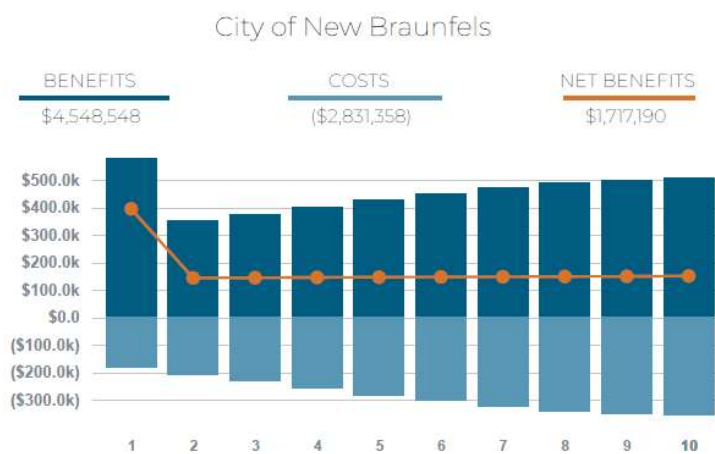 City of New Braunfels
BENEFITS COSTS NET BENEFITS
$4,548,548 ($2,831,358) $1,717,190
$500.0k
$400.0k
$300.0k
$200.0k
$100.0k
$0.0
($100.0k)
($200.0k)
($300.0k)
1 2 3 4 5 6 7 8 9 10